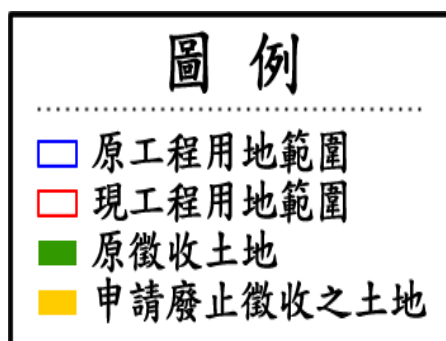 圖例
原工程用地範圍
現工程用地範圍
原徵收土地
申請廢止徵收之土地